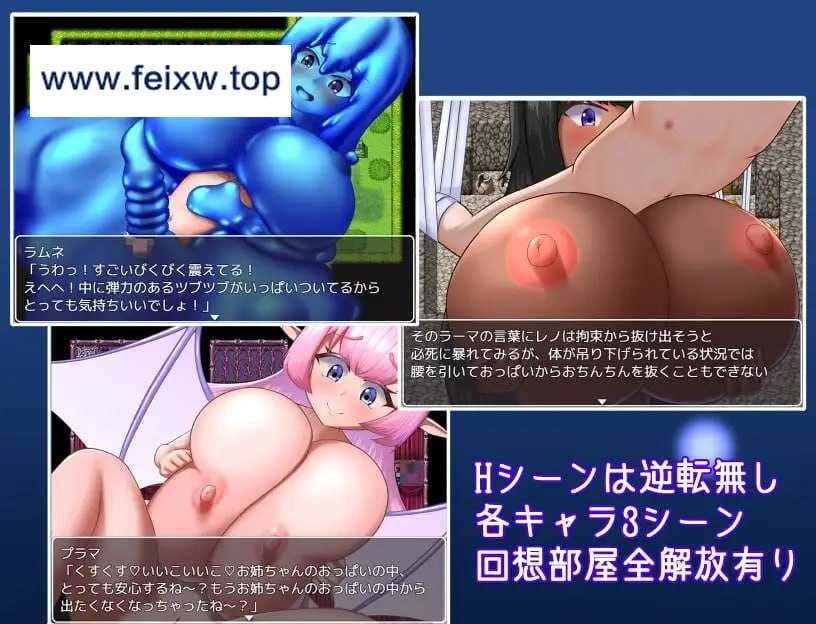 www.feixw.top
ラムネ
「うわっ！すごいびくびく震えてる！
えへへ！中に弾力のあるツブツブがいっぱいついてるから
とっても気持ちいいでしょ！」
そのラーマの言葉にレノは拘束から抜け出そうと
必死に暴れてみるが、体が吊り下げられている状況では
腰を引いておっぱいからおちんちんを抜くこともできない
プラマ
「くすくす♡いいこいいこ♡お姉ちゃんのおっぱいの中、
とっても安心するね～？もうお姉ちゃんのおっぱいの中から
出たくなくなっちゃったね～？」
Hシーンは逆転無し
各キャラ3シーン
回想部屋全解放有り